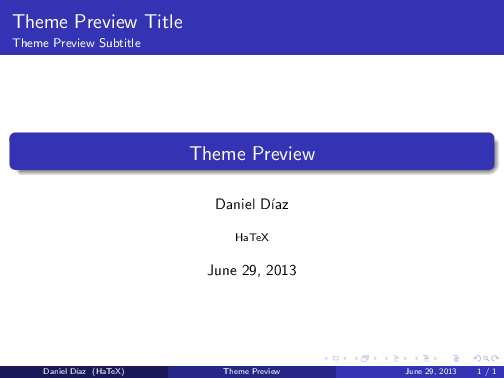 Theme Preview Title
Theme Preview Subtitle
Theme Preview
Daniel Díaz
HaTeX
June 29, 2013
Daniel Díaz (HaTeX) Theme Preview June 29, 2013 1 / 1